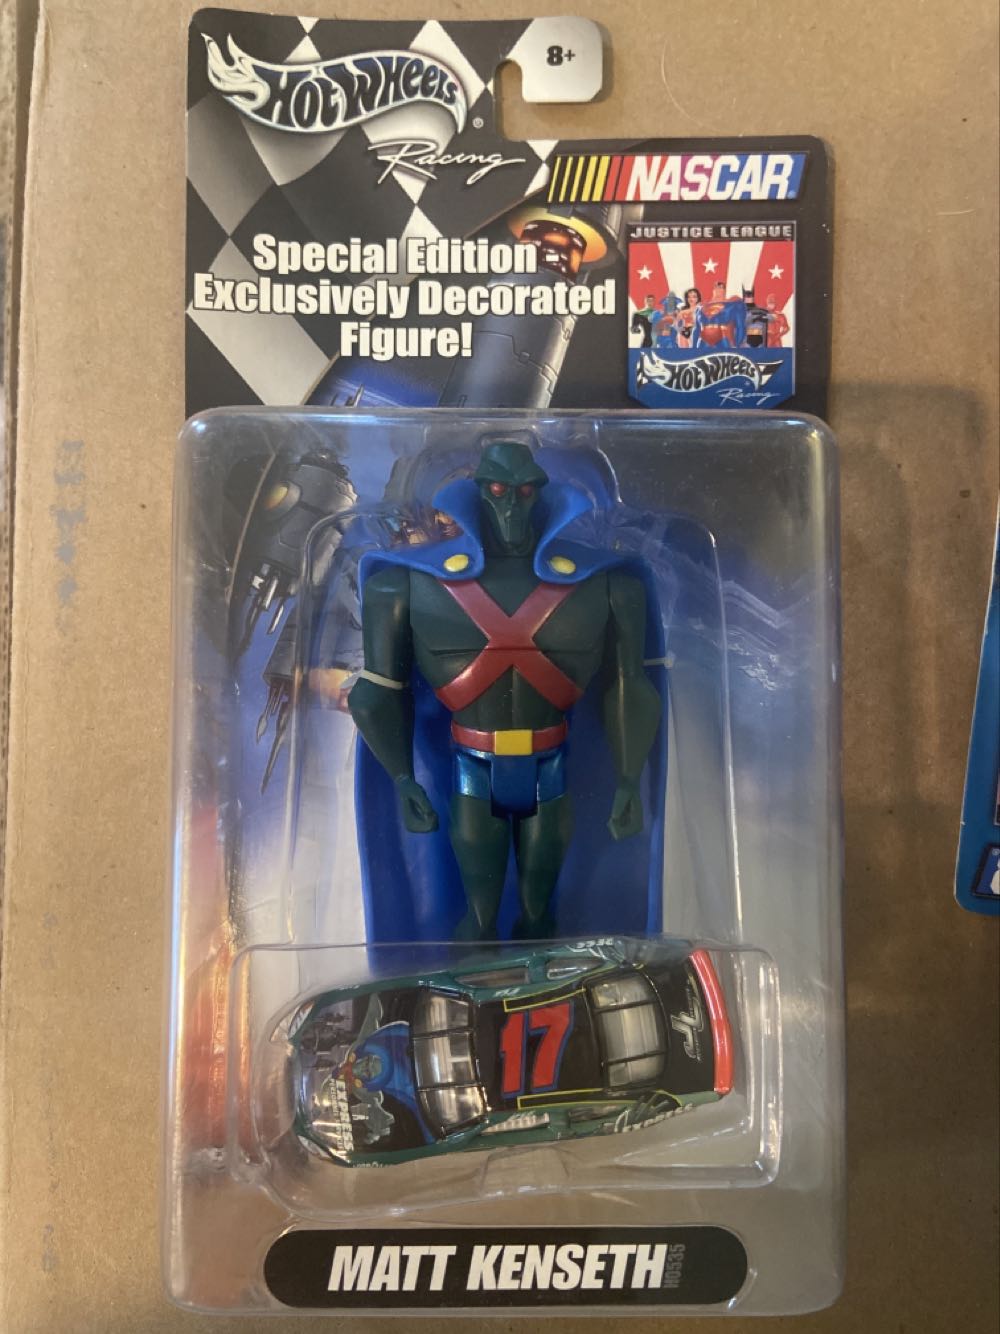 HOT WHEELS
Racing
8+
NASCAR
JUSTICE LEAGUE
HOT WHEELS
Racing
Special Edition
Exclusively Decorated
Figure!
17
EXPRESS
MATT KENSETH
H0535